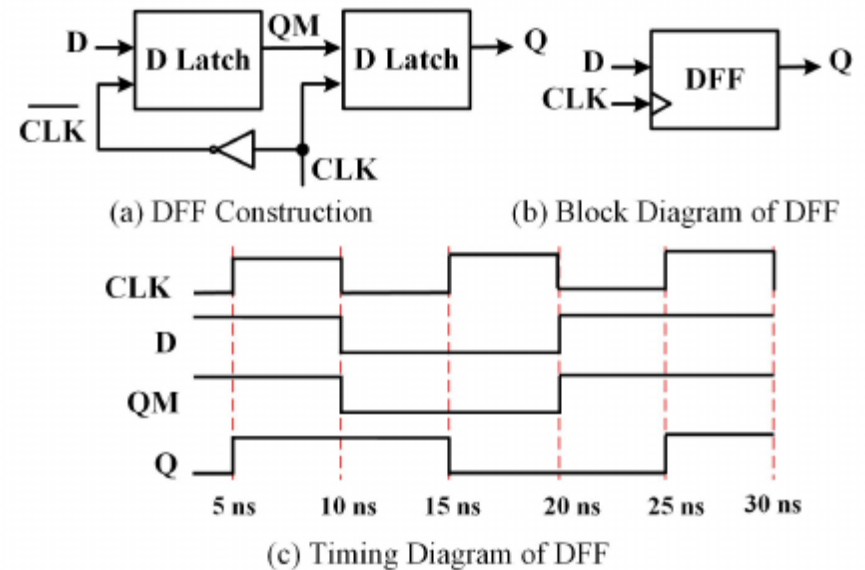 QM
D
D Latch
D Latch
Q
CLK
CLK
(a) DFF Construction
D
CLK
DFF
Q
(b) Block Diagram of DFF
CLK
D
QM
Q
5 ns 10 ns 15 ns 20 ns 25 ns 30 ns
(c) Timing Diagram of DFF